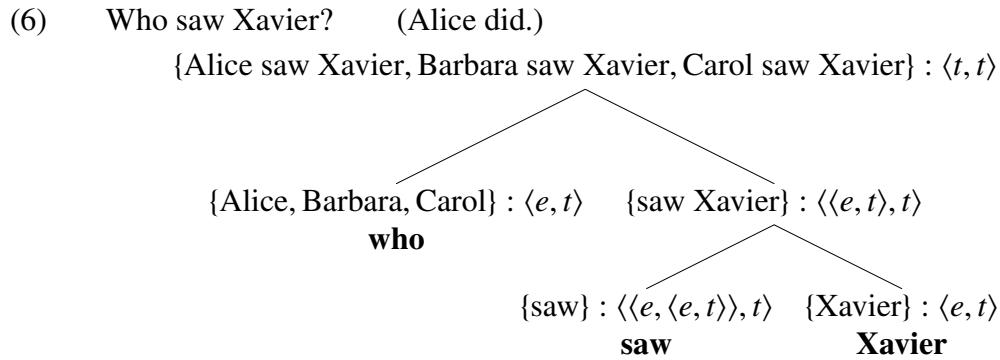 (6) Who saw Xavier? (Alice did.)
{Alice saw Xavier, Barbara saw Xavier, Carol saw Xavier} : ⟨t, t⟩
{Alice, Barbara, Carol} : ⟨e, t⟩ {saw Xavier} : ⟨⟨e, t⟩, t⟩
who
{saw} : ⟨⟨e, ⟨e, t⟩⟩, t⟩ {Xavier} : ⟨e, t⟩
saw Xavier